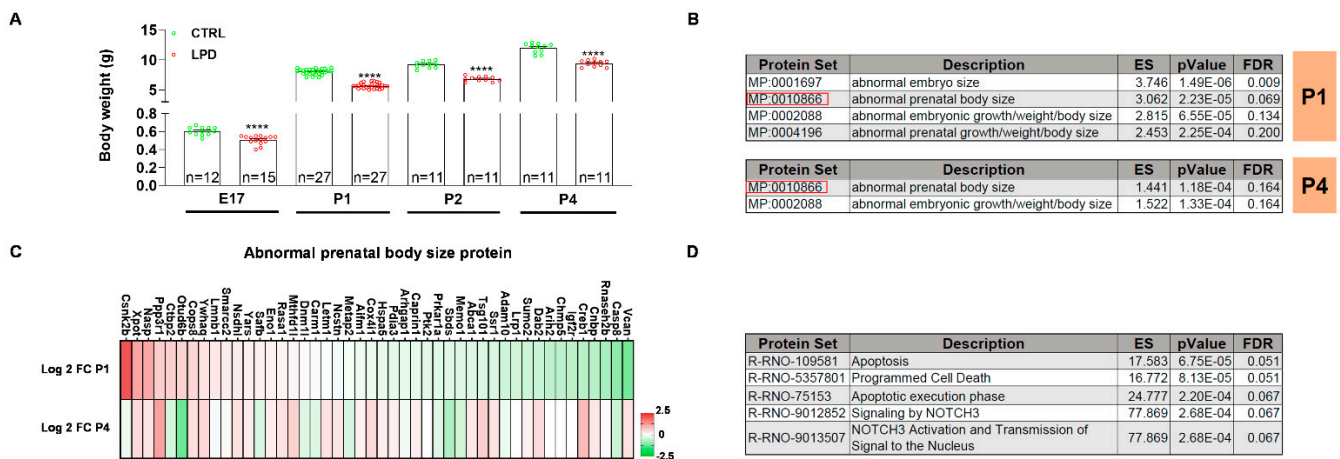 A
Body weight (g)
15
10
5
0.8
0.6
0.4
0.2
0.0
CTRL
LPD
****
****
****
****
n=12
n=15
n=27
n=27
n=11
n=11
n=11
n=11
E17
P1
P2
P4
B
Protein Set Description ES pValue FDR
MP:0001697 abnormal embryo size 3.746 1.49E-06 0.009
MP:0010866 abnormal prenatal body size 3.062 2.23E-05 0.069
MP:0002088 abnormal embryonic growth/weight/body size 2.815 6.55E-05 0.134
MP:0004196 abnormal prenatal growth/weight/body size 2.453 2.25E-04 0.200
P1
Protein Set Description ES pValue FDR
MP:0010866 abnormal prenatal body size 1.441 1.18E-04 0.164
MP:0002088 abnormal embryonic growth/weight/body size 1.522 1.33E-04 0.164
P4
C
Abnormal prenatal body size protein
Csnk2b
Xpot
Nasp
Ppp3r1
Ctbp2
Otud6b
Cops8
Ywhaq
Lmnb1
Smarcc2
Nsdhl
Yars
Safb
Eno1
Rasa1
Mthfd1l
Dnm1l
Carm1
Letm1
Ncstn
Metap2
Aifm1
Cox4i1
Hspa5
Pdia3
Arhgap1
Caprin1
Ptk2
Prkar1a
Sbds
Memo1
Abca1
Tsg101
Ssr1
Adam10
Lrp1
Sumo2
Dab2
Arih2
Chmp5
Igf2r
Creb1
Cnbp
Rnaseh2b
Casp8
Vcan
Log 2 FC P1
Log 2 FC P4
2.5
0
-2.5
D
Protein Set Description ES pValue FDR
R-RNO-109581 Apoptosis 17.583 6.75E-05 0.051
R-RNO-5357801 Programmed Cell Death 16.772 8.13E-05 0.051
R-RNO-75153 Apoptotic execution phase 24.777 2.20E-04 0.067
R-RNO-9012852 Signaling by NOTCH3 77.869 2.68E-04 0.067
R-RNO-9013507 NOTCH3 Activation and Transmission of
Signal to the Nucleus 77.869 2.68E-04 0.067